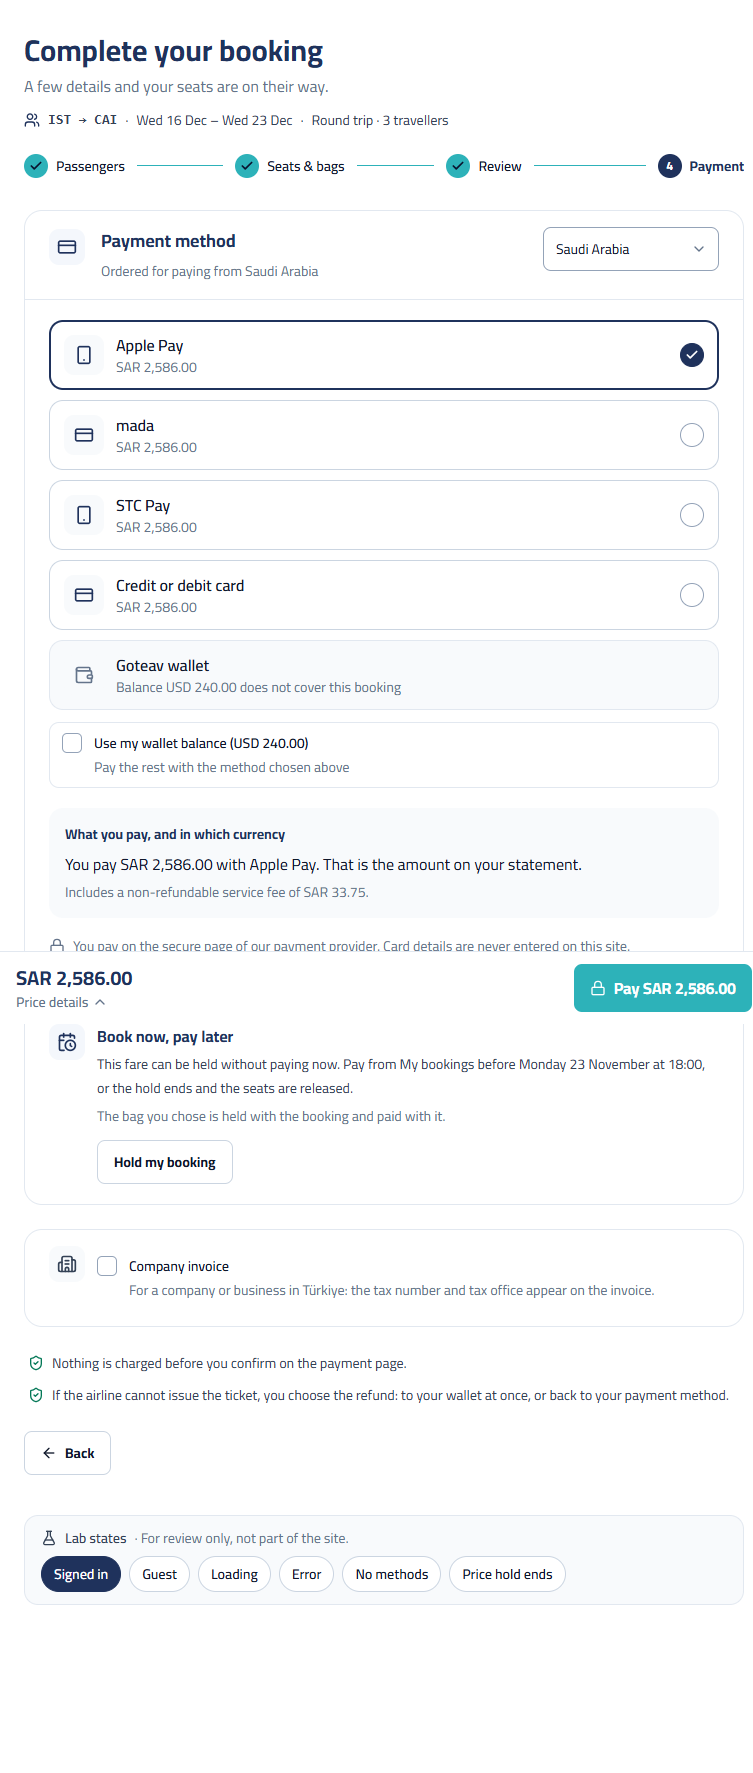 Complete your booking
A few details and your seats are on their way.
IST → CAI · Wed 16 Dec – Wed 23 Dec · Round trip · 3 travellers
Passengers Seats & bags Review 4 Payment
Payment method
Ordered for paying from Saudi Arabia
Saudi Arabia
Apple Pay
SAR 2,586.00
mada
SAR 2,586.00
STC Pay
SAR 2,586.00
Credit or debit card
SAR 2,586.00
Goteav wallet
Balance USD 240.00 does not cover this booking
Use my wallet balance (USD 240.00)
Pay the rest with the method chosen above
What you pay, and in which currency
You pay SAR 2,586.00 with Apple Pay. That is the amount on your statement.
Includes a non-refundable service fee of SAR 33.75.
You pay on the secure page of our payment provider. Card details are never entered on this site.
SAR 2,586.00
Price details
Pay SAR 2,586.00
Book now, pay later
This fare can be held without paying now. Pay from My bookings before Monday 23 November at 18:00,
or the hold ends and the seats are released.
The bag you chose is held with the booking and paid with it.
Hold my booking
Company invoice
For a company or business in Türkiye: the tax number and tax office appear on the invoice.
Nothing is charged before you confirm on the payment page.
If the airline cannot issue the ticket, you choose the refund: to your wallet at once, or back to your payment method.
Back
Lab states · For review only, not part of the site.
Signed in Guest Loading Error No methods Price hold ends